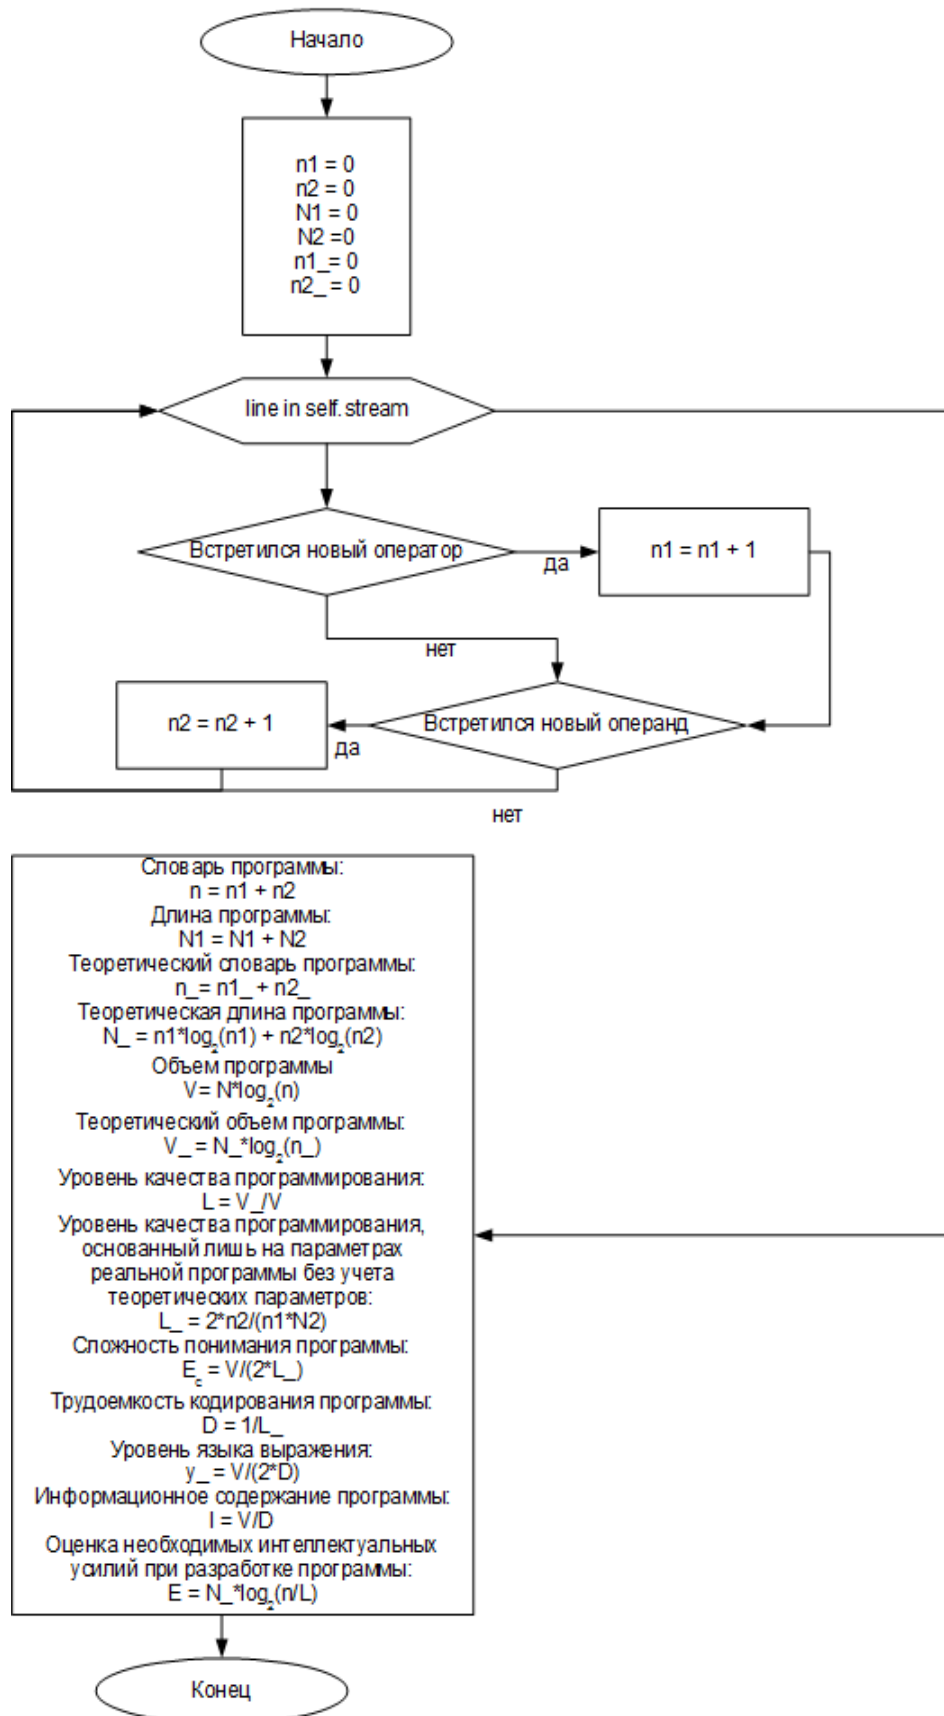 Начало
n1 = 0
n2 = 0
N1 = 0
N2 =0
n1_= 0
n2_= 0
line in self.stream
Встретился новый оператор
да
n1 = n1 + 1
нет
Встретился новый операнд
да
n2 = n2 + 1
нет
Словарь программы:
n = n1 + n2
Длина программы:
N1 = N1 + N2
Теоретический словарь программы:
n_= n1_ + n2_
Теоретическая длина программы:
N_ = n1*log₂(n1) + n2*log₂(n2)
Объем программы
V= N*log₂(n)
Теоретический объем программы:
V_ = N_*log₂(n_)
Уровень качества программирования:
L = V_/V
Уровень качества программирования,
основанный лишь на параметрах
реальной программы без учета
теоретических параметров:
L_ = 2*n2/(n1*N2)
Сложность понимания программы:
E_c = V/(2*L_)
Трудоемкость кодирования программы:
D = 1/L_
Уровень языка выражения:
y_ = V/(2*D)
Информационное содержание программы:
I = V/D
Оценка необходимых интеллектуальных
усилий при разработке программы:
E = N_*log₂(n/L)
Конец